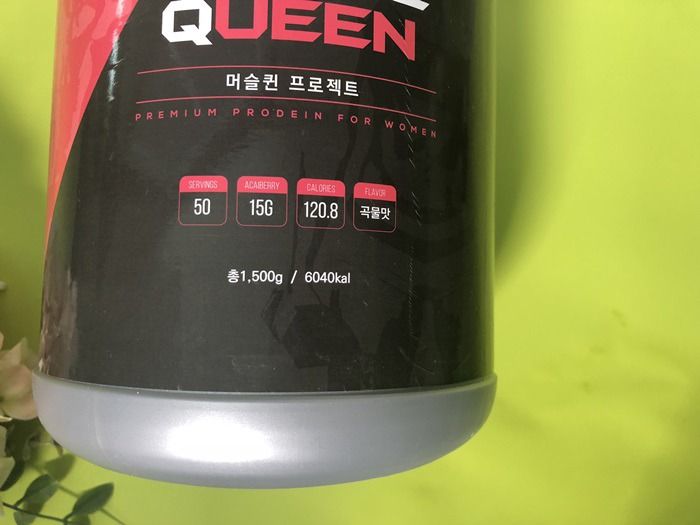 QUEEN
머슬퀸 프로젝트
PREMIUM PRODEIN FOR WOMEN
SERVINGS ACAIBERRY CALORIES FLAVOR
50 15G 120.8 곡물맛
총1,500g / 6040kal